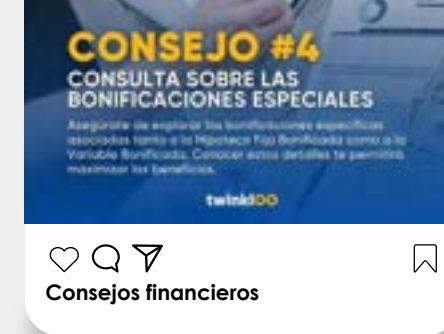 CONSEJO #4
CONSULTA SOBRE LAS
BONIFICACIONES ESPECIALES
Asegúrate de explorar las bonificaciones específicas
asociadas tanto a la Hipoteca Fija Bonificada como a la
Variable Bonificada. Conocer estos detalles te permitirá
maximizar los beneficios.
twinkloo
Consejos financieros